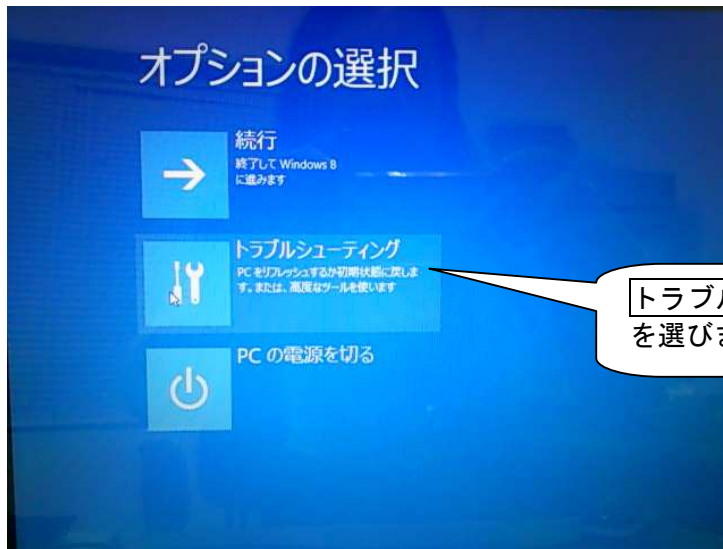 オプションの選択
続行
終了して Windows 8
に進みます
トラブルシューティング
PC をリフレッシュするか初期状態に戻しま
す。または、高度なツールを使います
PC の電源を切る
トラブ
を選び